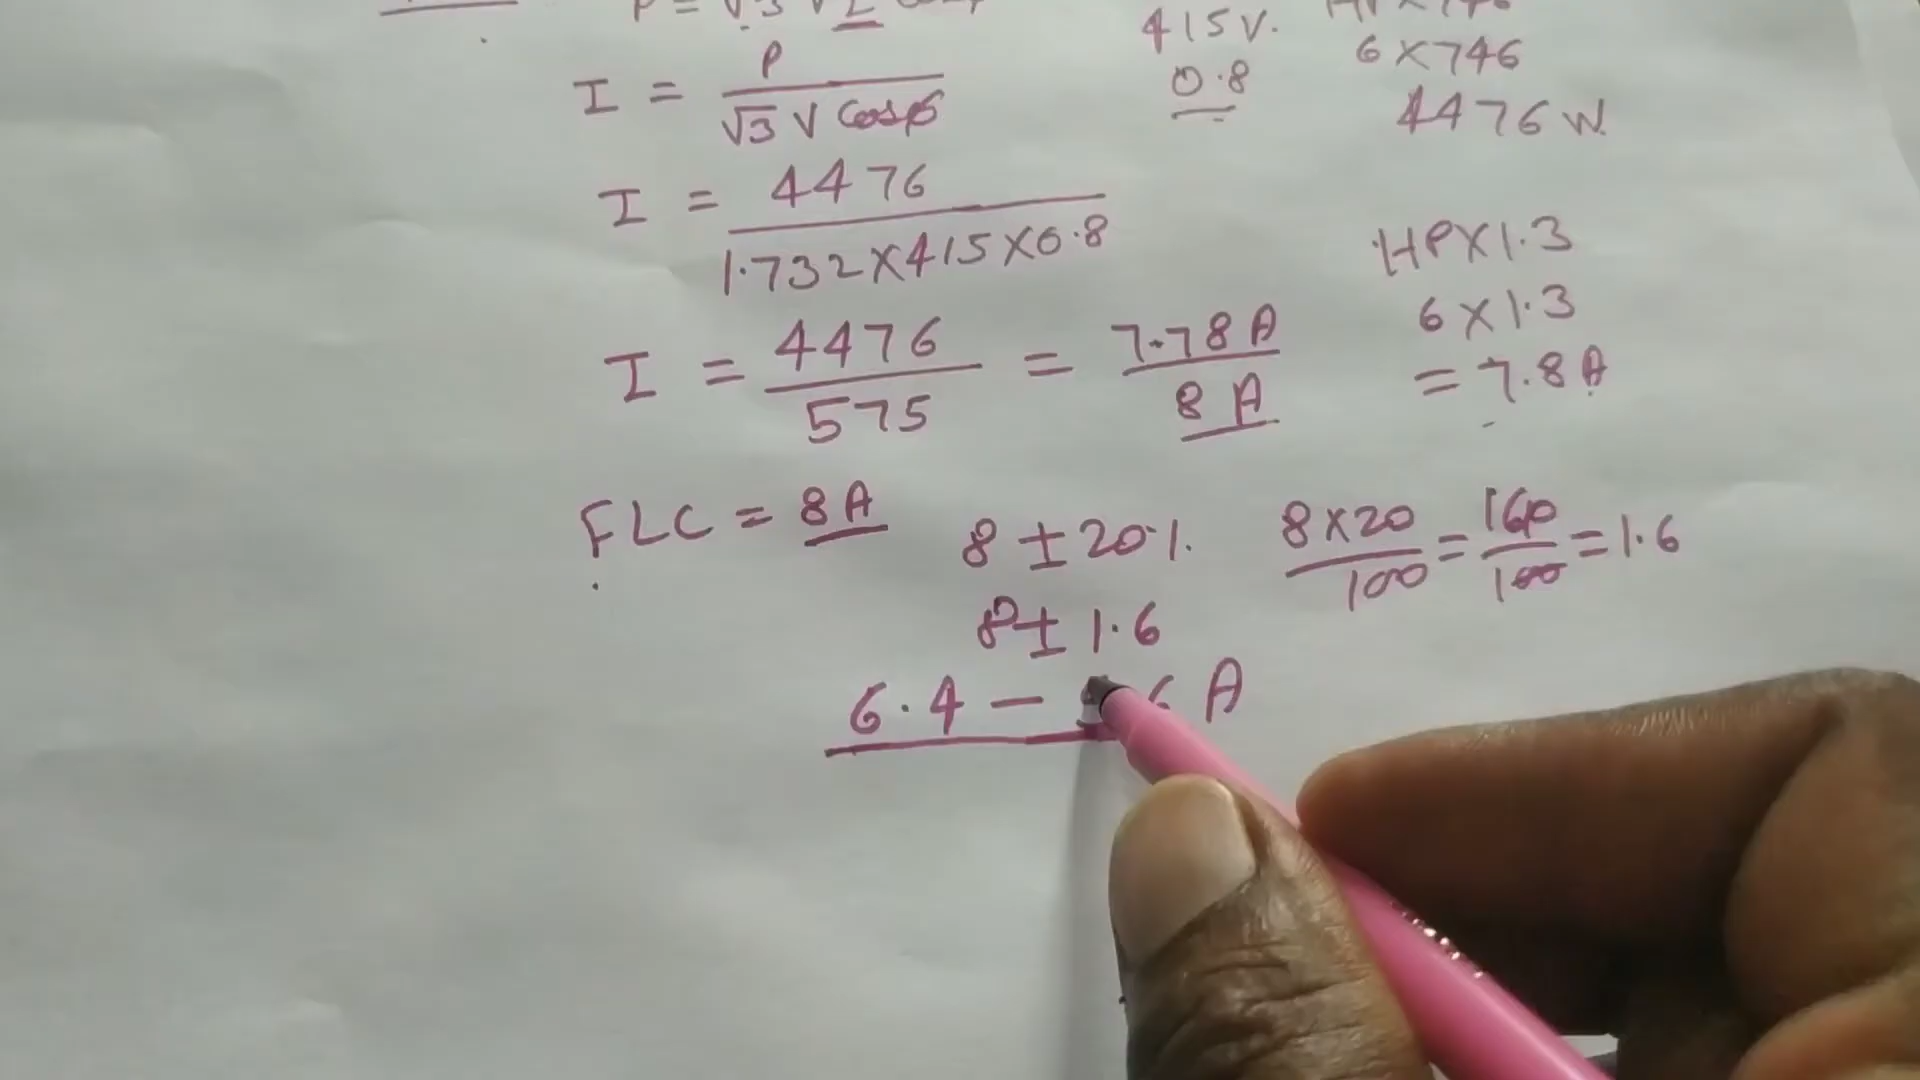 415V.
0.8
6 X 746
4476 W.
I = P / √3 V Cosϕ
I = 4476 / 1.732 X 415 X 0.8
HP X 1.3
6 X 1.3
= 7.8 A
I = 4476 / 575 = 7.78 A
8 A
FLC = 8A
8 ± 20%.
8 X 20 / 100 = 160 / 100 = 1.6
8 ± 1.6
6.4 — 6 A